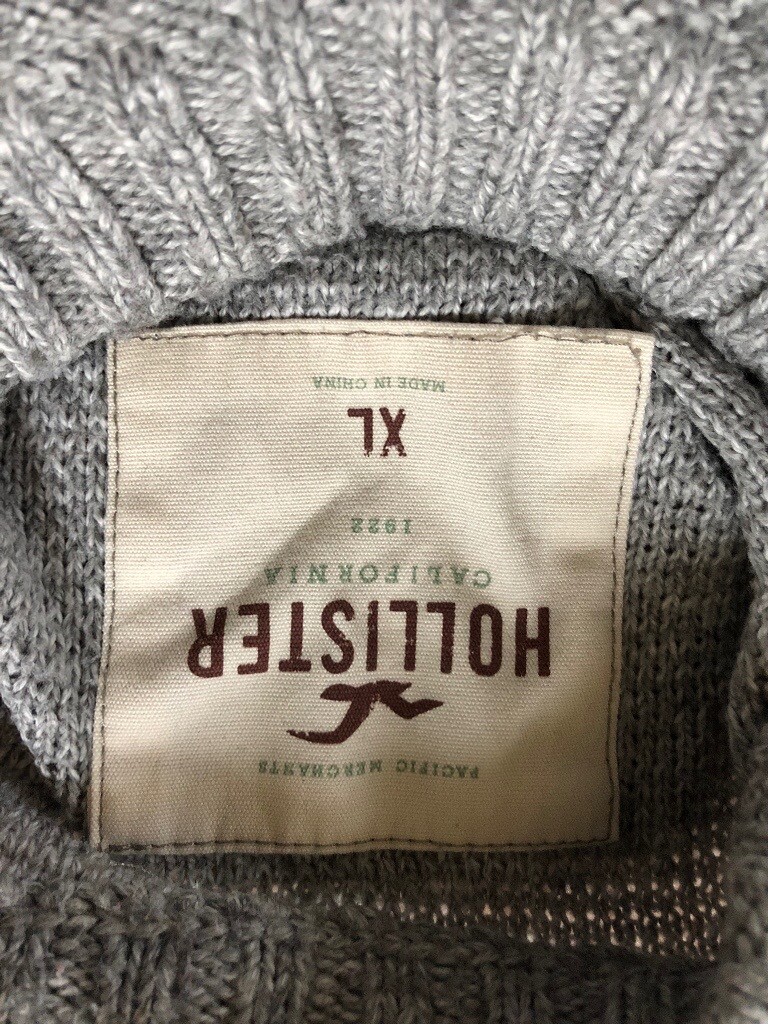 PACIFIC MERCHANTS
HOLLISTER
CALIFORNIA
1922
XL
MADE IN CHINA